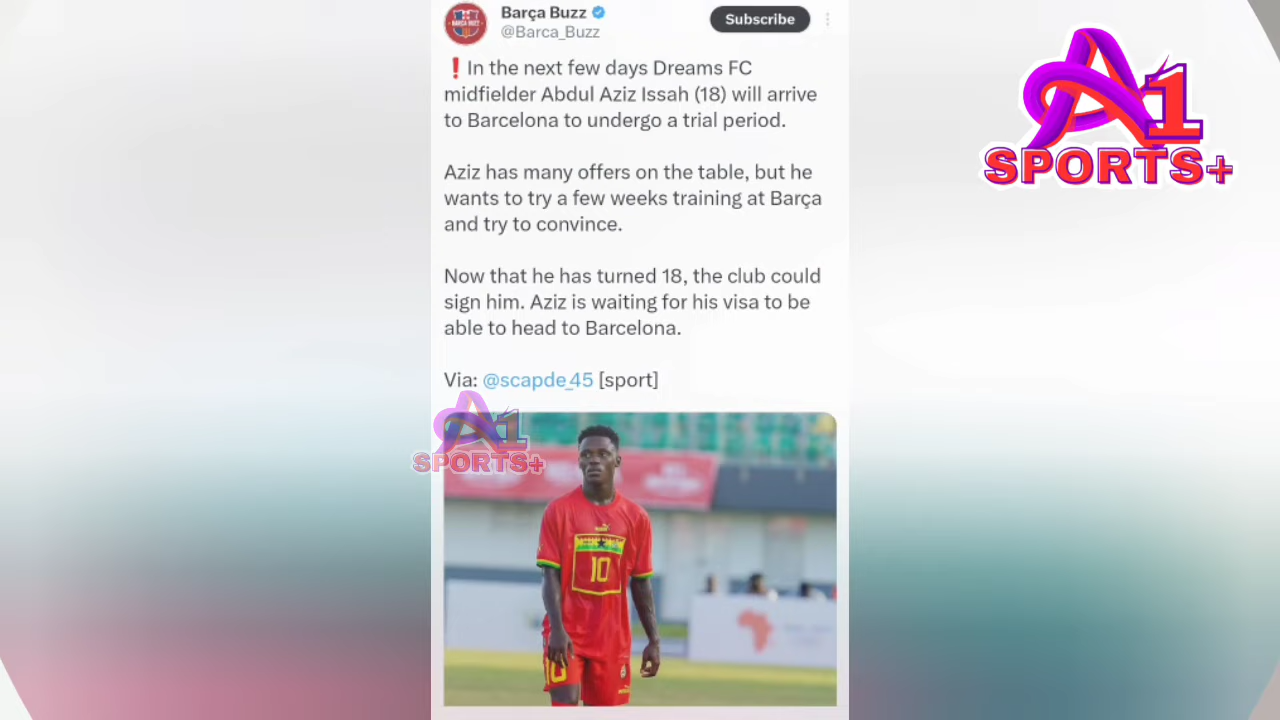 Barça Buzz
@Barca_Buzz
Subscribe
BARÇA BUZZ
❗In the next few days Dreams FC
midfielder Abdul Aziz Issah (18) will arrive
to Barcelona to undergo a trial period.
Aziz has many offers on the table, but he
wants to try a few weeks training at Barça
and try to convince.
Now that he has turned 18, the club could
sign him. Aziz is waiting for his visa to be
able to head to Barcelona.
Via: @scapde_45 [sport]
A1
SPORTS+
A1
SPORTS+
10
10